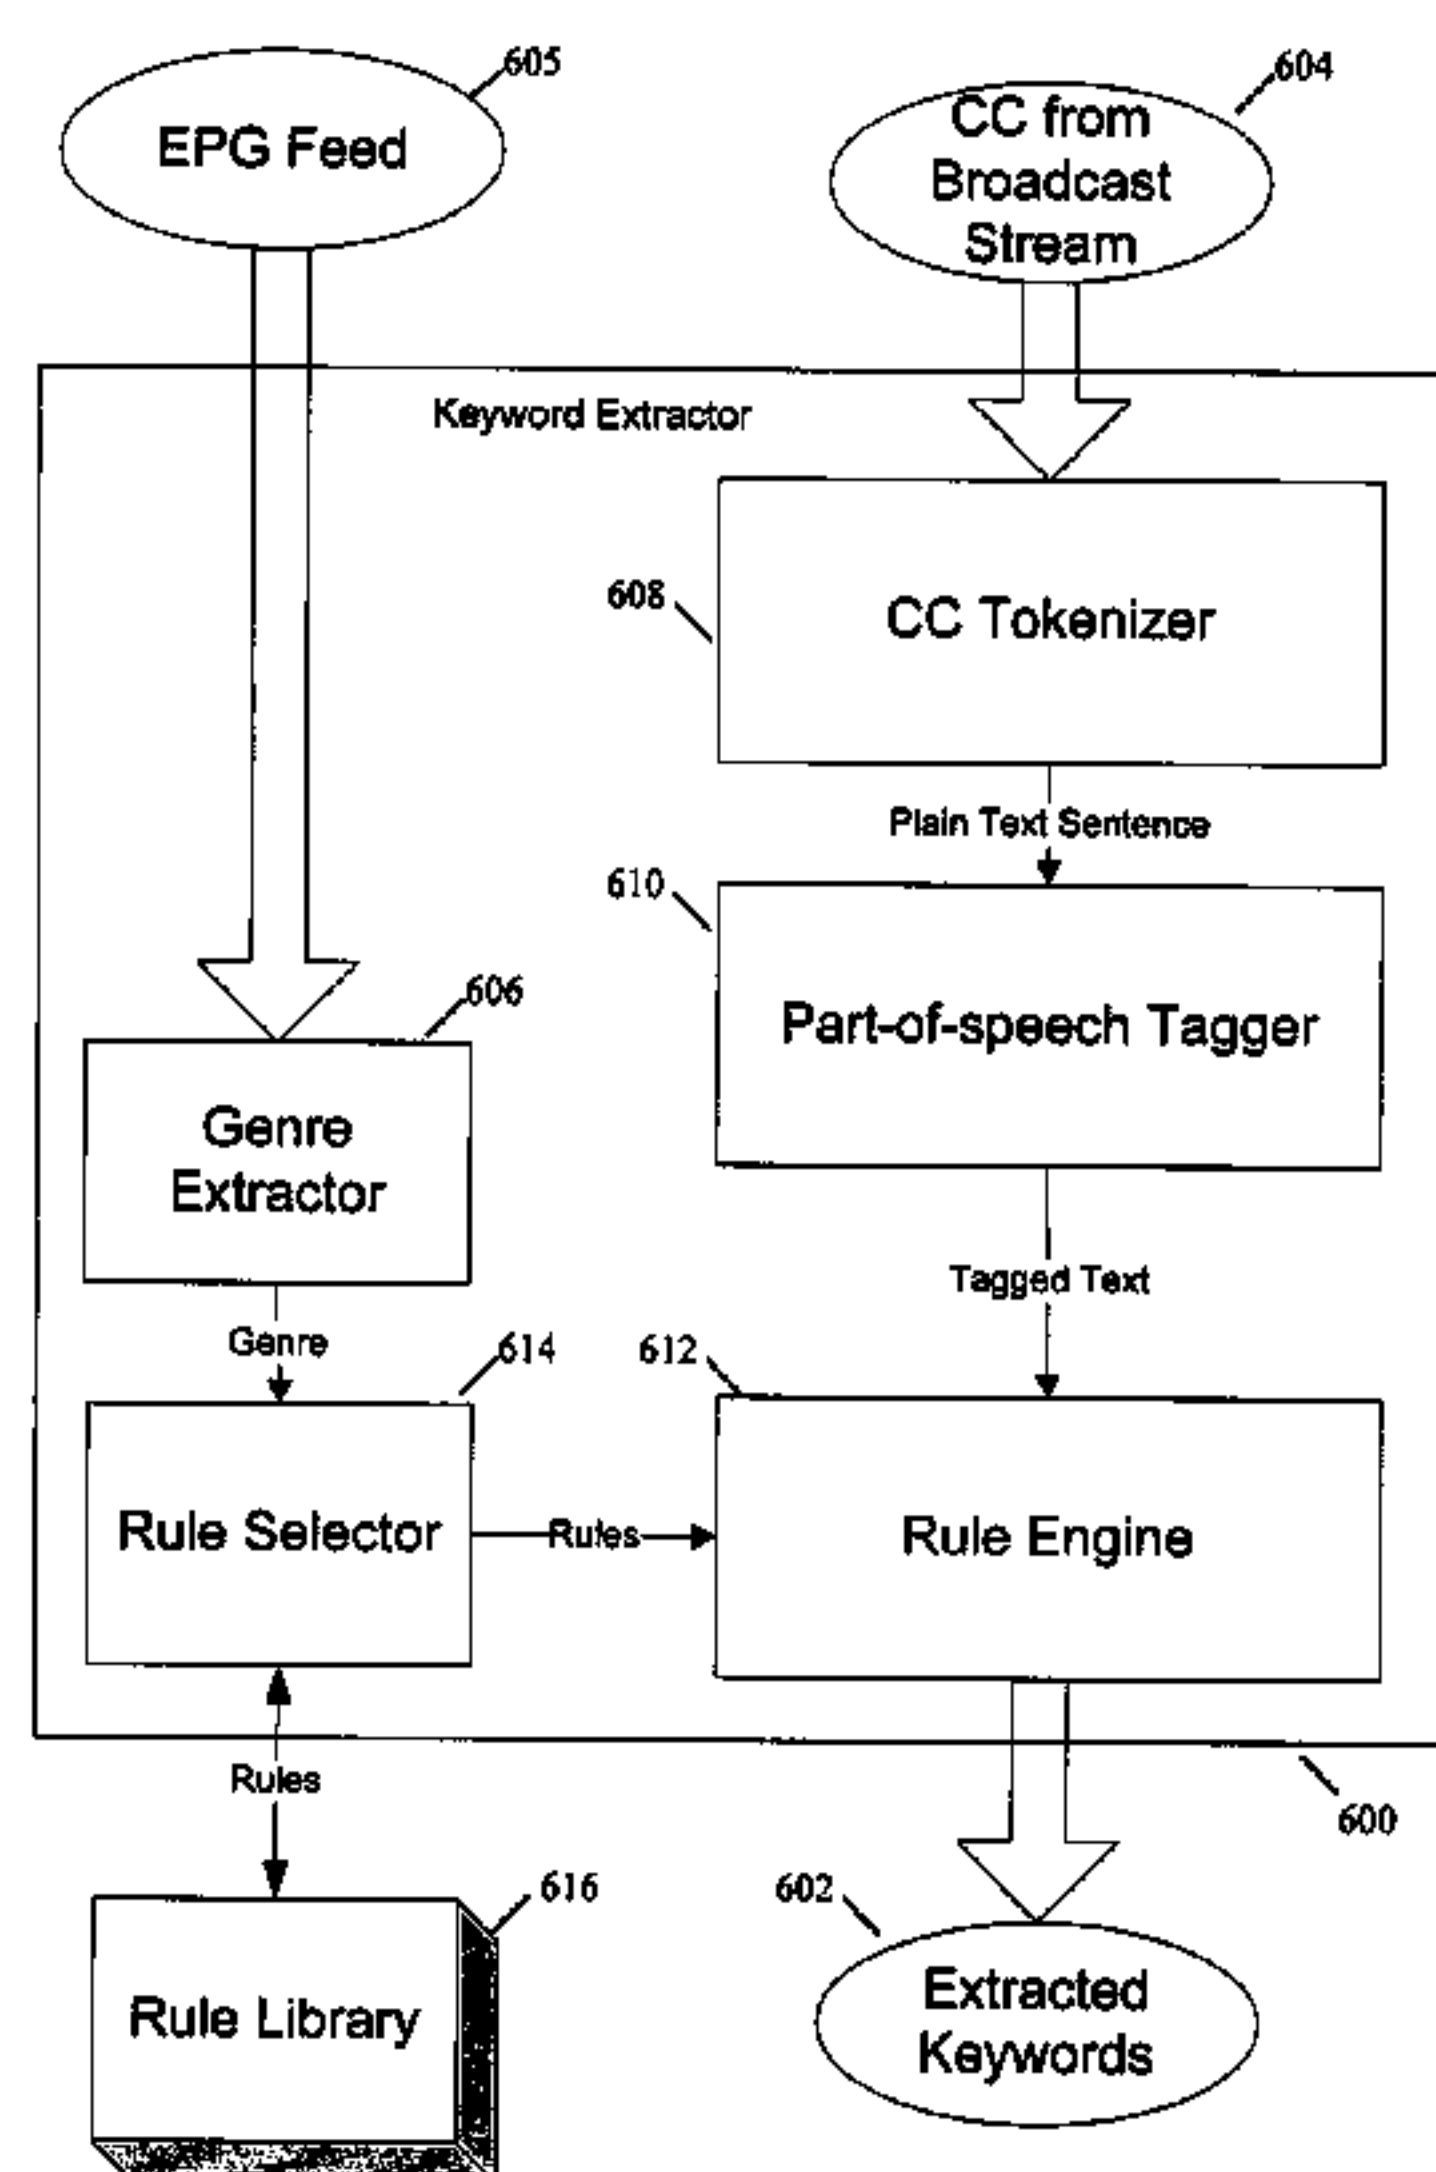 605
EPG Feed
604
CC from
Broadcast
Stream
Keyword Extractor
608
CC Tokenizer
Plain Text Sentence
610
Part-of-speech Tagger
606
Genre
Extractor
Tagged Text
Genre
614
612
Rule Selector
Rules
Rule Engine
Rules
600
616
602
Rule Library
Extracted
Keywords